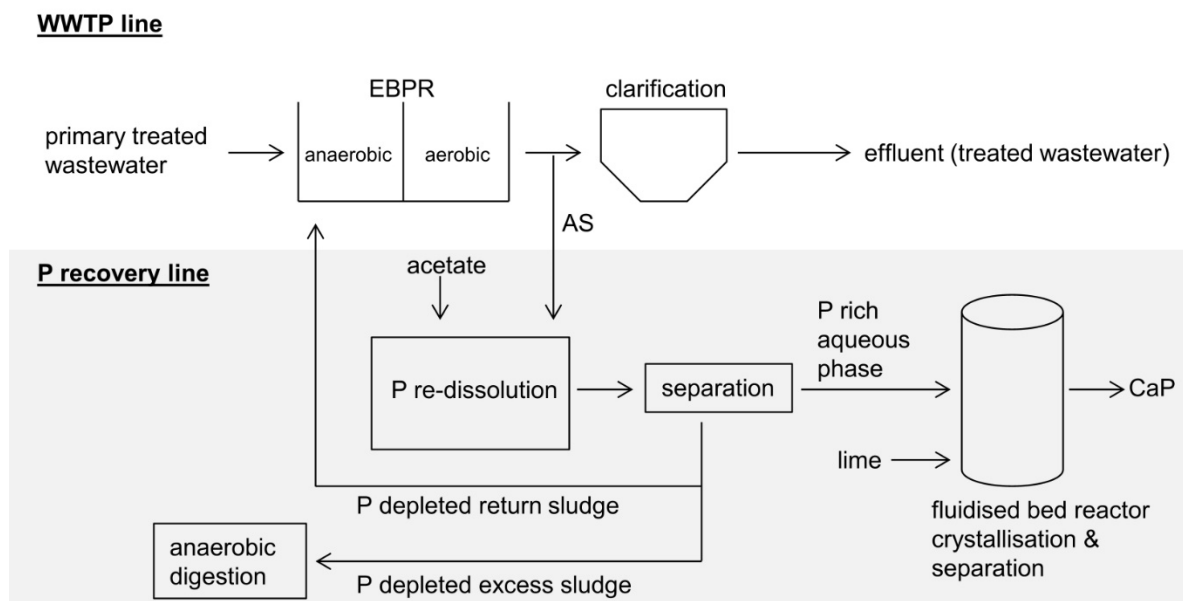 WWTP line
EBPR
clarification
primary treated
wastewater
anaerobic
aerobic
effluent (treated wastewater)
AS
P recovery line
acetate
P rich
aqueous
phase
P re-dissolution
separation
CaP
lime
P depleted return sludge
fluidised bed reactor
crystallisation &
separation
anaerobic
digestion
P depleted excess sludge